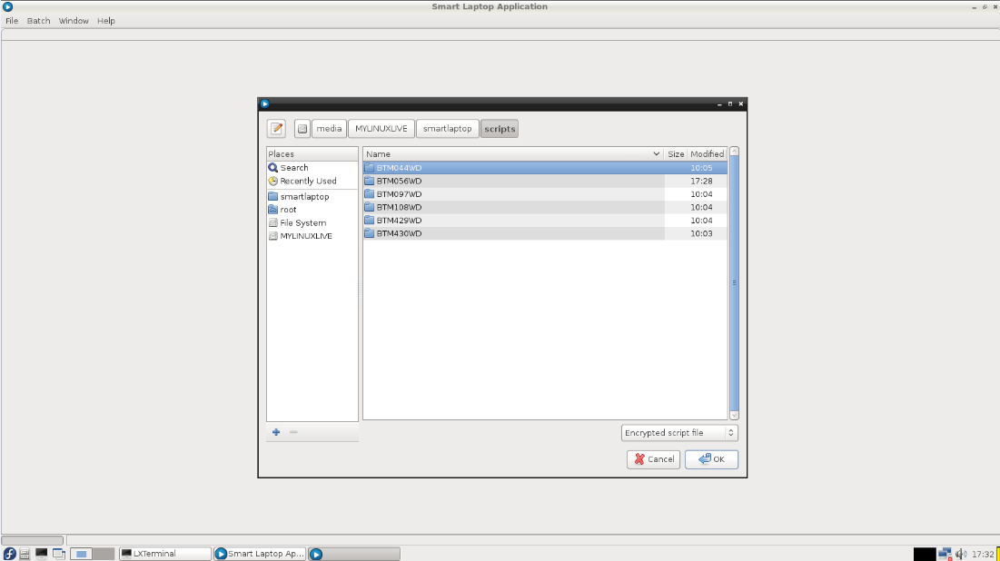 Smart Laptop Application
File Batch Window Help
media MYLINUXLIVE smartlaptop scripts
Places Name Size Modified
Search BTM044WD 10:05
Recently Used BTM056WD 17:28
smartlaptop BTM097WD 10:04
root BTM108WD 10:04
File System BTM429WD 10:04
MYLINUXLIVE BTM430WD 10:03
Encrypted script file
Cancel OK
LXTerminal Smart Laptop Ap... 17:32